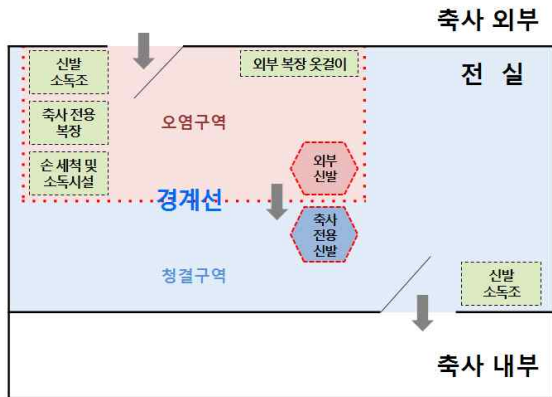 축사 외부
신발
소독조
외부 복장 옷걸이
전 실
축사 전용
복장
오염구역
손 세척 및
소독시설
외부
신발
경계선
축사
전용
신발
청결구역
신발
소독조
축사 내부